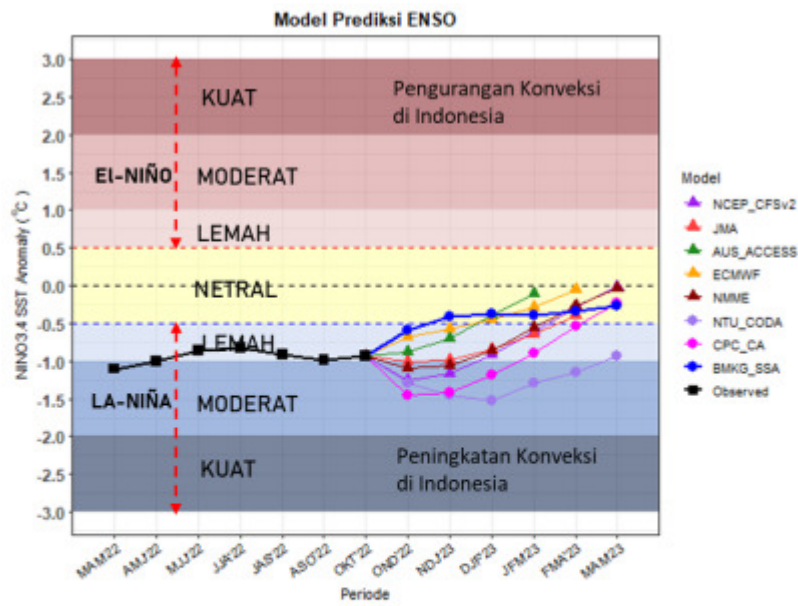 Model Prediksi ENSO
NINO3.4 SST Anomaly (°C)
3.0
2.5
2.0
1.5
1.0
0.5
0.0
-0.5
-1.0
-1.5
-2.0
-2.5
-3.0
KUAT
Pengurangan Konveksi
di Indonesia
El-NIÑO
MODERAT
LEMAH
NETRAL
LEMAH
LA-NIÑA
MODERAT
KUAT
Peningkatan Konveksi
di Indonesia
MAM'22
AMJ'22
MJJ'22
JJA'22
JAS'22
ASO'22
OKT'22
OND'22
NDJ'23
DJF'23
JFM'23
FMA'23
MAM'23
Periode
Model
NCEP_CFSv2
JMA
AUS_ACCESS
ECMWF
NMME
NTU_CODA
CPC_CA
BMKG_SSA
Observed